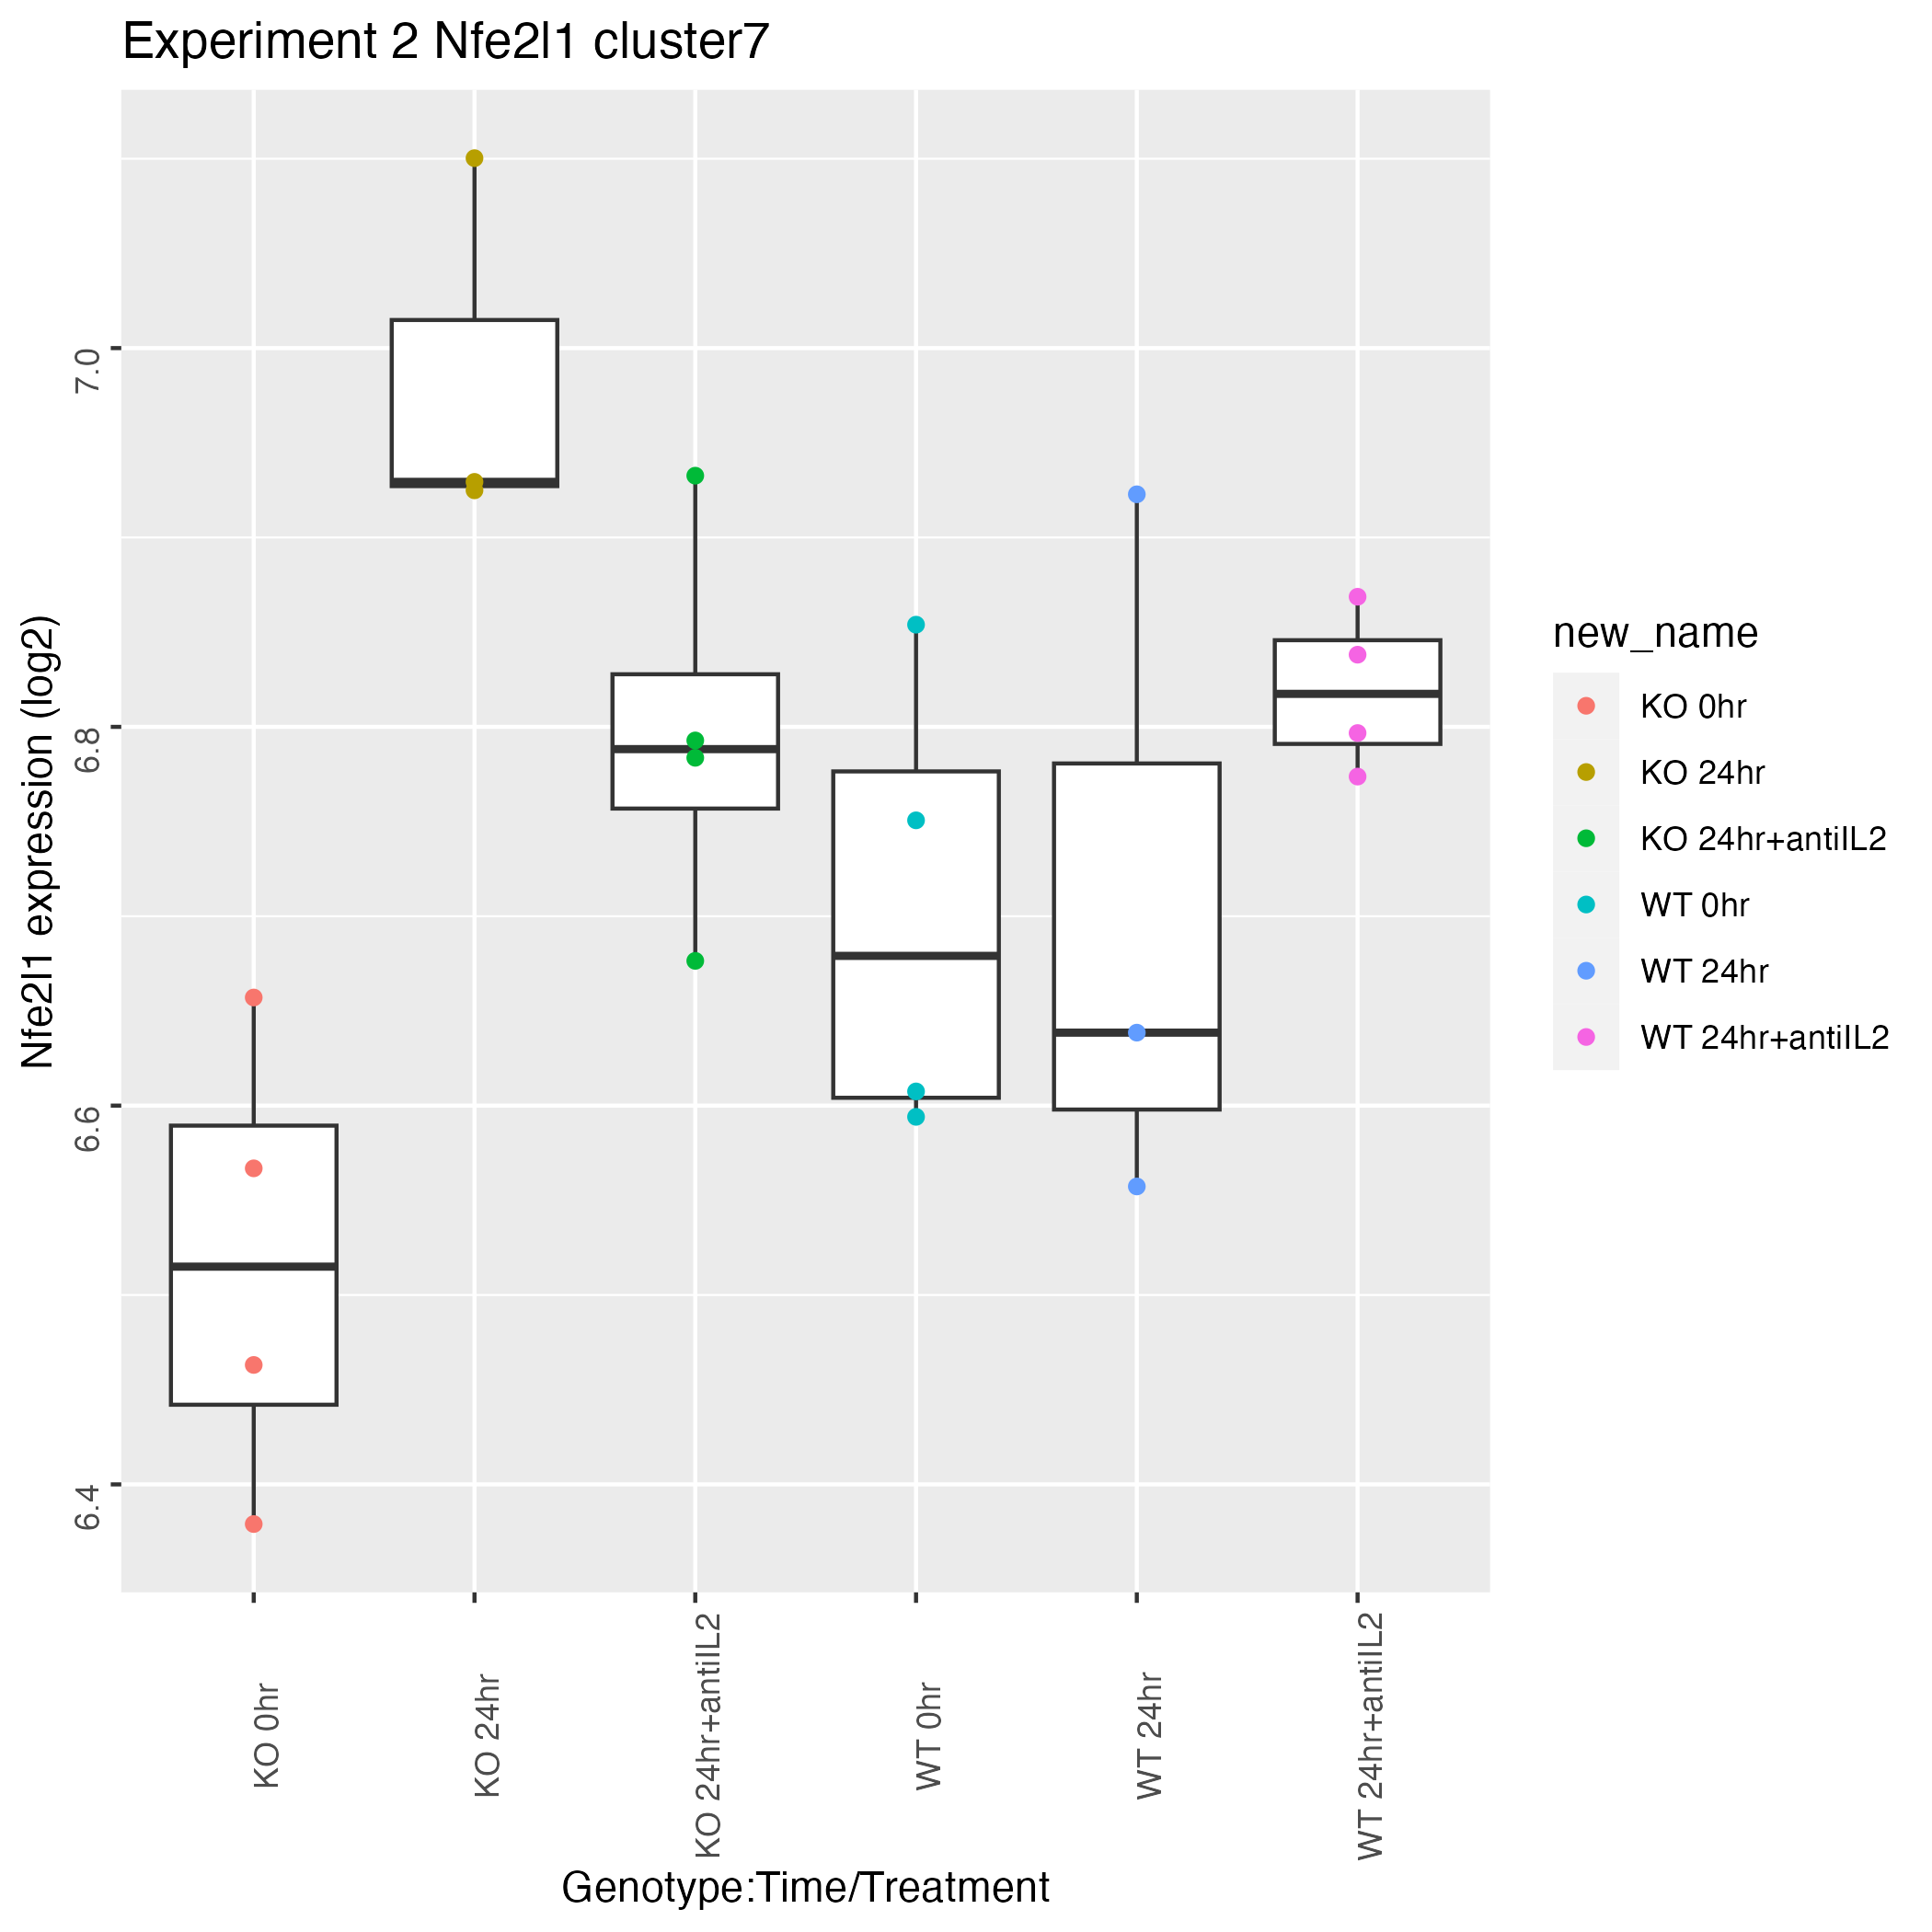 Experiment 2 Nfe2l1 cluster7
Nfe2l1 expression (log2)
7.0
6.8
6.6
6.4
KO 0hr
KO 24hr
KO 24hr+antiIL2
WT 0hr
WT 24hr
WT 24hr+antiIL2
Genotype:Time/Treatment
new_name
KO 0hr
KO 24hr
KO 24hr+antiIL2
WT 0hr
WT 24hr
WT 24hr+antiIL2